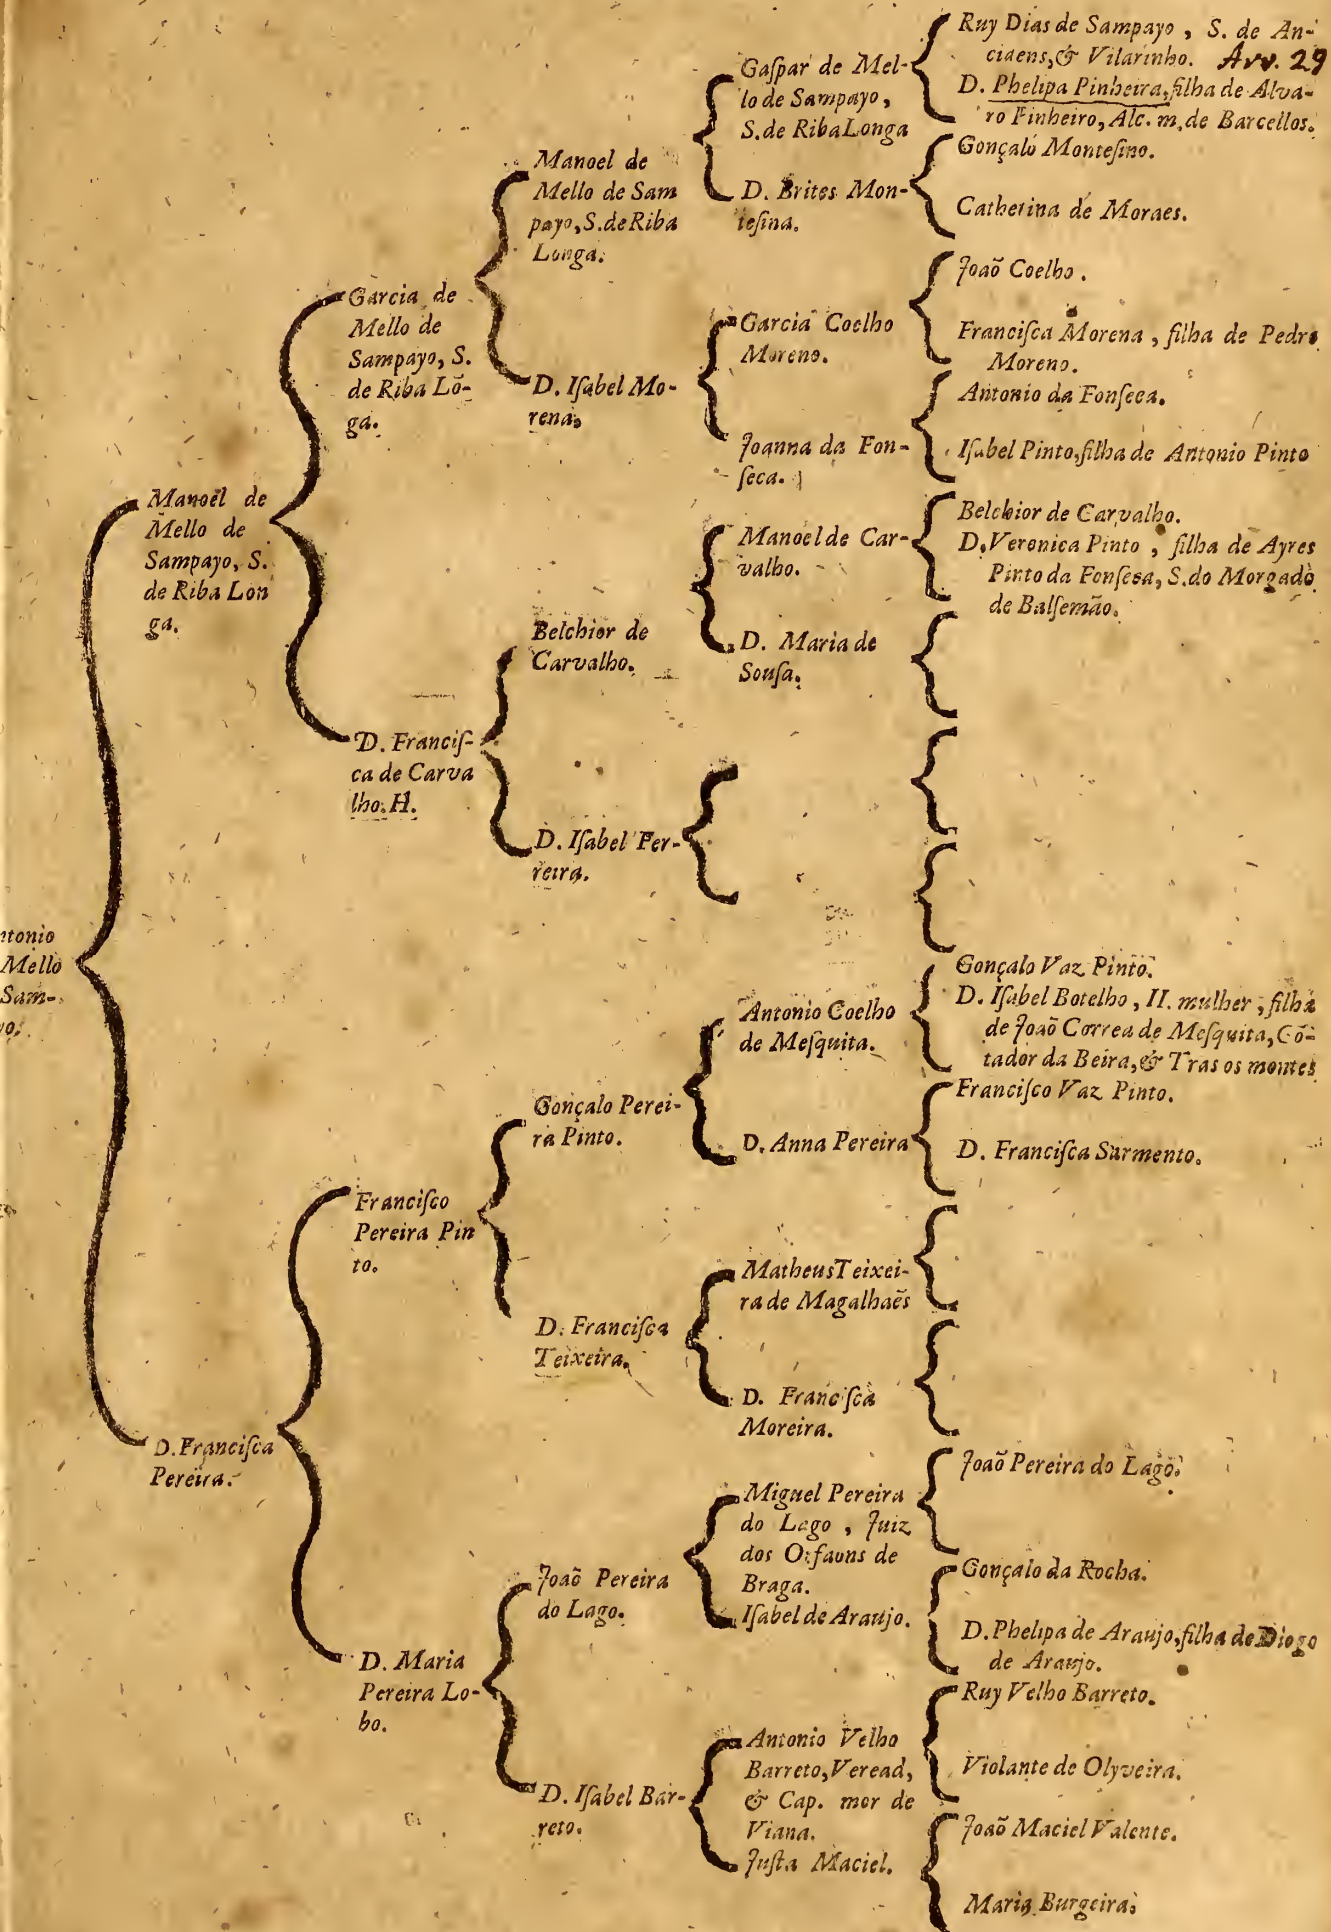 Ruy Dias de Sampayo, S. de An-
ciaens, & Vilarinho. Arv. 29
D. Phelipa Pinheira, filha de Alva-
ro Pinheiro, Alc. m. de Barcellos.
Gaſpar de Mel-
lo de Sampayo,
S. de Riba Longa
Gonçalo Monteſino.
D. Brites Mon-
teſina.
Catherina de Moraes.
Manoel de
Mello de Sam
payo, S. de Riba
Longa.
Joaõ Coelho.
Garcia Coelho
Moreno.
Franciſca Morena, filha de Pedro
Moreno.
Garcia de
Mello de
Sampayo, S.
de Riba Lõ-
ga.
D. Iſabel Mo-
rena.
Antonio da Fonſeca.
Joanna da Fon-
ſeca.
Iſabel Pinto, filha de Antonio Pinto
Manoel de
Mello de
Sampayo, S.
de Riba Lon
ga.
Belchior de Carvalho.
Manoel de Car-
valho.
D. Veronica Pinto, filha de Ayres
Pinto da Fonſeca, S. do Morgado
de Balſemão.
Belchior de
Carvalho.
D. Maria de
Souſa.
D. Franciſ-
ca de Carva
lho. H.
D. Iſabel Fer-
reira.
ntonio
Mello
Sam-
yo.
Gonçalo Vaz Pinto.
Antonio Coelho
de Meſquita.
D. Iſabel Botelho, II. mulher, filha
de Joaõ Correa de Meſquita, Cõ-
tador da Beira, & Tras os montes
Gonçalo Perei-
ra Pinto.
Franciſco Vaz Pinto.
D. Anna Pereira
D. Franciſca Sarmento.
Franciſco
Pereira Pin
to.
Matheus Teixei-
ra de Magalhaẽs
D. Franciſca
Teixeira.
D. Franciſca
Moreira.
D. Franciſca
Pereira.
Joaõ Pereira do Lago.
Miguel Pereira
do Lago, Juiz
dos Orfauns de
Braga.
Joaõ Pereira
do Lago.
Gonçalo da Rocha.
Iſabel de Araujo.
D. Phelipa de Araujo, filha de Diogo
de Araujo.
D. Maria
Pereira Lo-
bo.
Ruy Velho Barreto.
Antonio Velho
Barreto, Veread,
& Cap. mor de
Viana.
Violante de Olyveira.
D. Iſabel Bar-
reto.
Joaõ Maciel Valente.
Juſta Maciel.
Maria Burgeira.